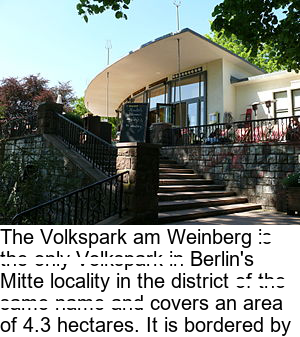 The Volkspark am Weinberg is
the only Volkspark in Berlin's
Mitte locality in the district of the
same name and covers an area
of 4.3 hectares. It is bordered by